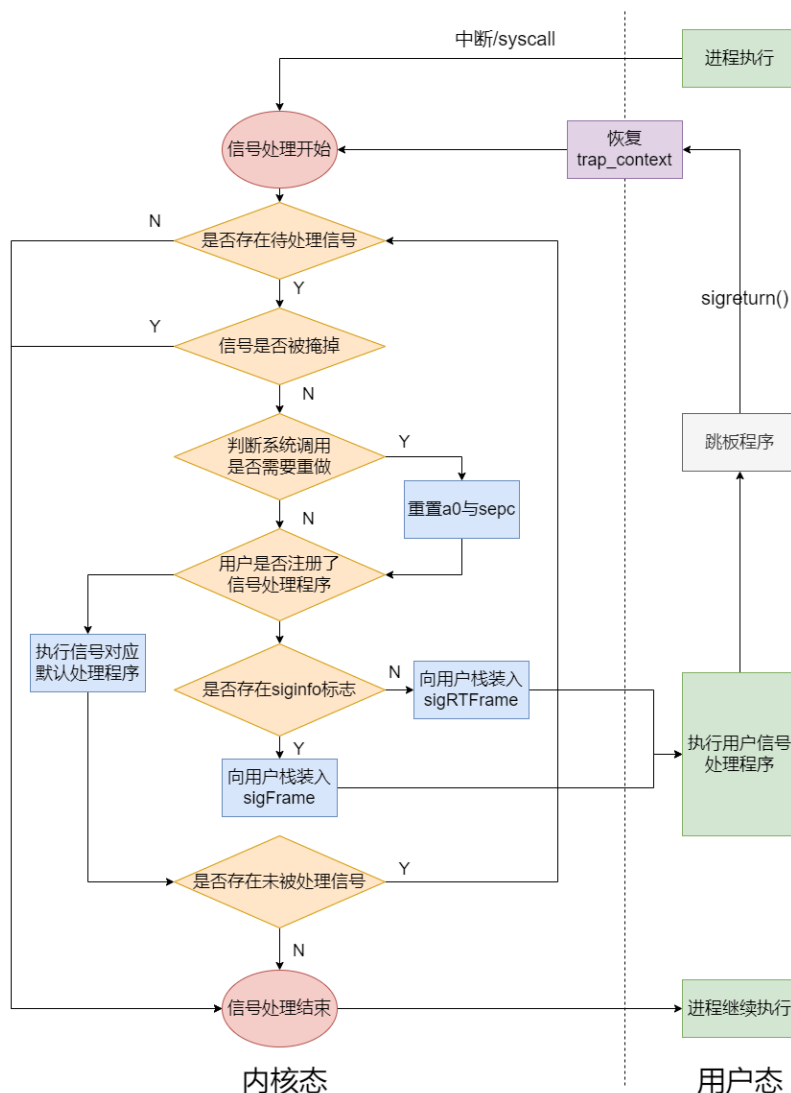 中断/syscall
进程执行
信号处理开始
恢复
trap_context
N
是否存在待处理信号
Y
sigreturn()
Y
信号是否被掩掉
N
跳板程序
判断系统调用
是否需要重做
Y
重置a0与sepc
N
用户是否注册了
信号处理程序
执行信号对应
默认处理程序
是否存在siginfo标志
N
向用户栈装入
sigRTFrame
Y
向用户栈装入
sigFrame
执行用户信号
处理程序
是否存在未被处理信号
Y
N
信号处理结束
进程继续执行
内核态
用户态